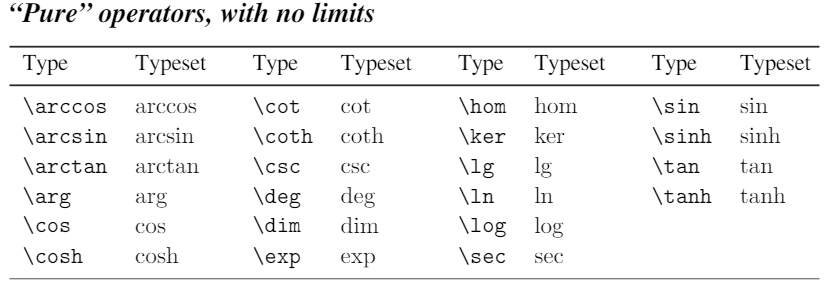 “Pure” operators, with no limits
Type Typeset Type Typeset Type Typeset Type Typeset
\arccos arccos \cot cot \hom hom \sin sin
\arcsin arcsin \coth coth \ker ker \sinh sinh
\arctan arctan \csc csc \lg lg \tan tan
\arg arg \deg deg \ln ln \tanh tanh
\cos cos \dim dim \log log
\cosh cosh \exp exp \sec sec